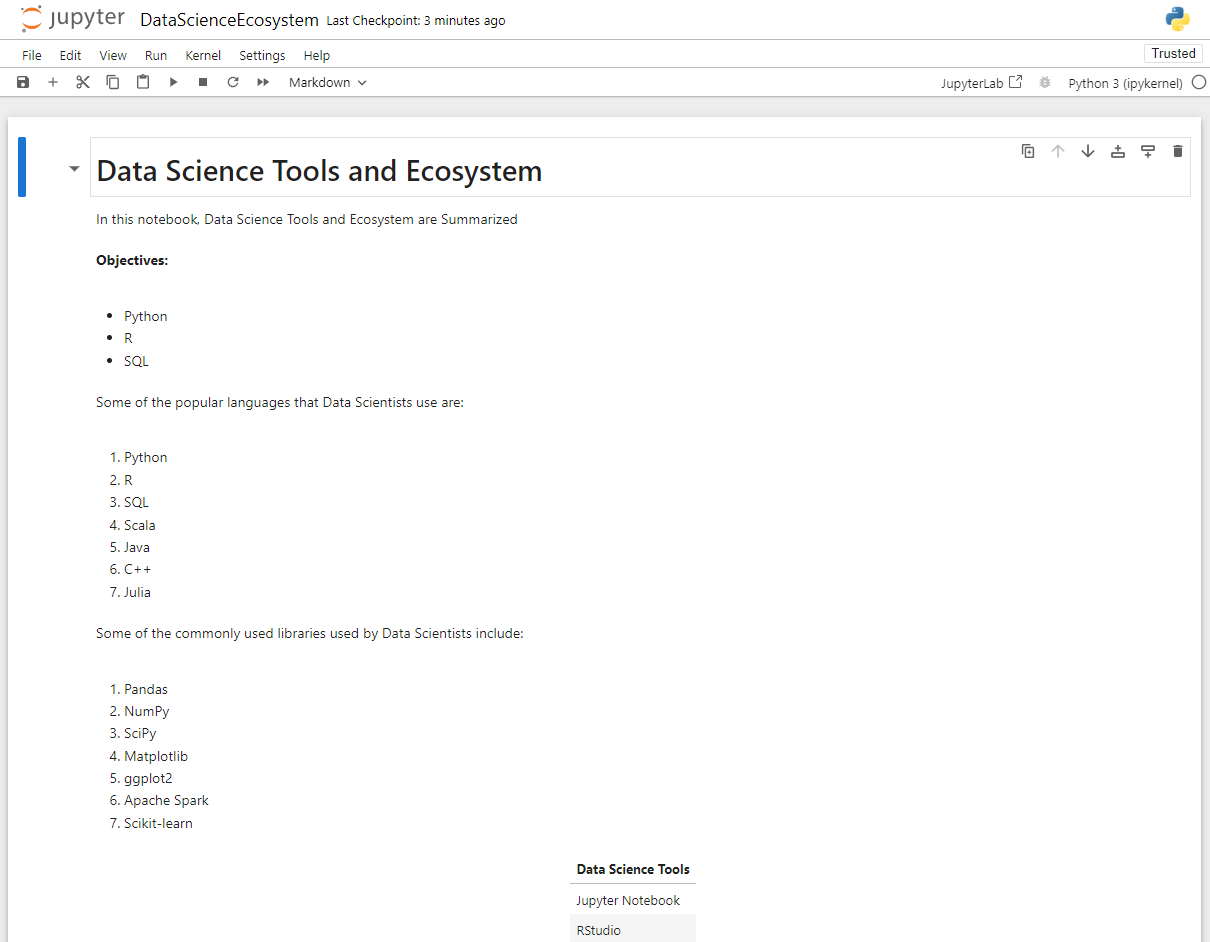 jupyter DataScienceEcosystem Last Checkpoint: 3 minutes ago
File Edit View Run Kernel Settings Help Trusted
Markdown JupyterLab Python 3 (ipykernel)
Data Science Tools and Ecosystem
In this notebook, Data Science Tools and Ecosystem are Summarized
Objectives:
• Python
• R
• SQL
Some of the popular languages that Data Scientists use are:
1. Python
2. R
3. SQL
4. Scala
5. Java
6. C++
7. Julia
Some of the commonly used libraries used by Data Scientists include:
1. Pandas
2. NumPy
3. SciPy
4. Matplotlib
5. ggplot2
6. Apache Spark
7. Scikit-learn
Data Science Tools
Jupyter Notebook
RStudio